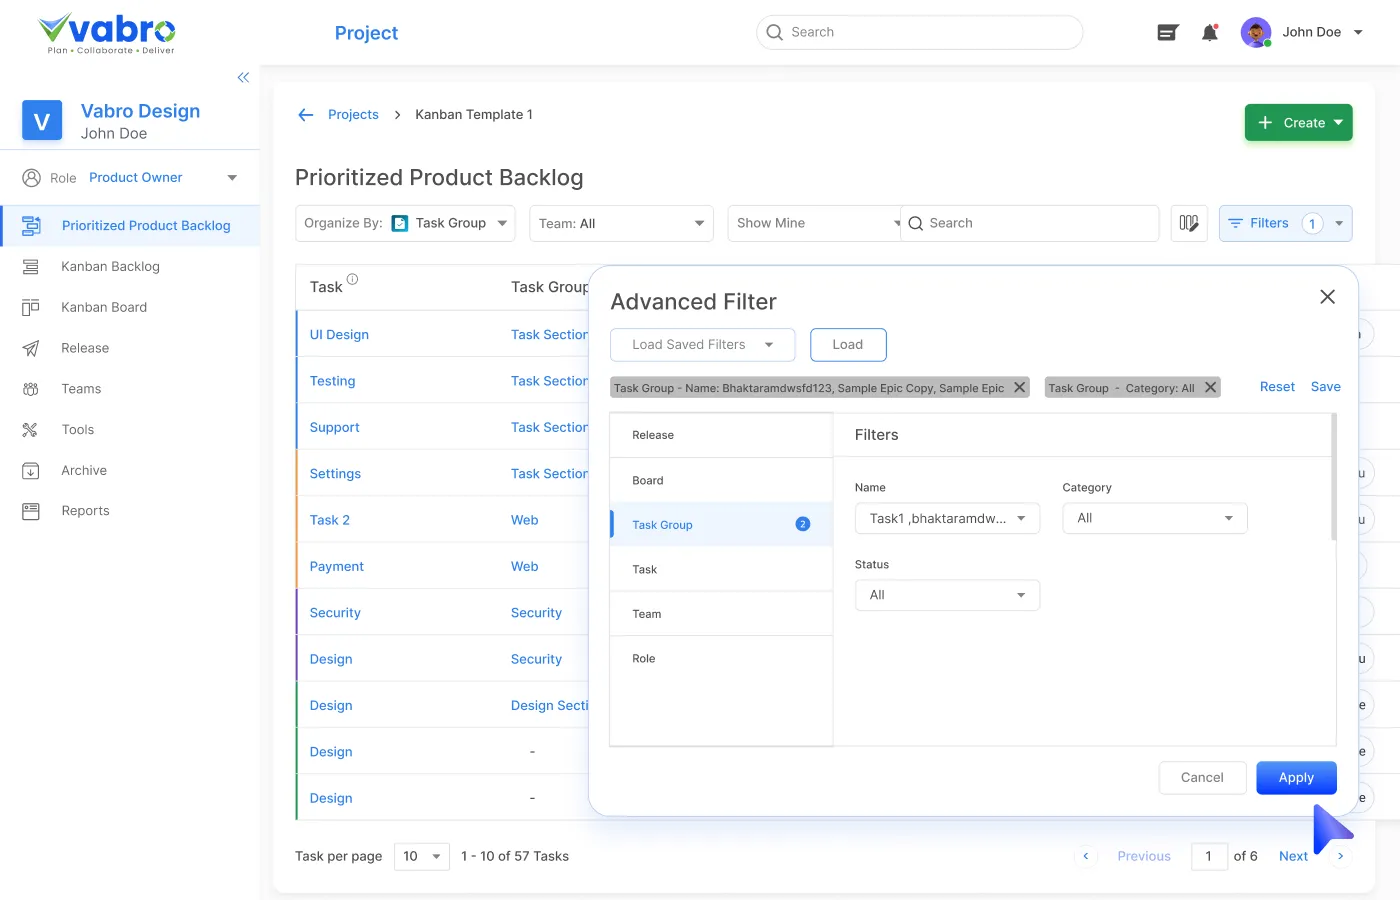 vabro
Plan • Collaborate • Deliver
Project
Search
John Doe
V
Vabro Design
John Doe
Role Product Owner
Prioritized Product Backlog
Kanban Backlog
Kanban Board
Release
Teams
Tools
Archive
Reports
Projects > Kanban Template 1
+ Create
Prioritized Product Backlog
Organize By: Task Group
Team: All
Show Mine
Search
Filters 1
Task Task Group
UI Design Task Section
Testing Task Section
Support Task Section
Settings Task Section
Task 2 Web
Payment Web
Security Security
Design Security
Design Design Secti
Design -
Design -
Advanced Filter
Load Saved Filters Load
Task Group - Name: Bhaktaramdwsfd123, Sample Epic Copy, Sample Epic
Task Group - Category: All
Reset Save
Release
Board
Task Group 2
Task
Team
Role
Filters
Name Category
Task1 ,bhaktaramdw... All
Status
All
Cancel Apply
u
u
u
e
e
e
Task per page 10 1 - 10 of 57 Tasks
< Previous 1 of 6 Next >